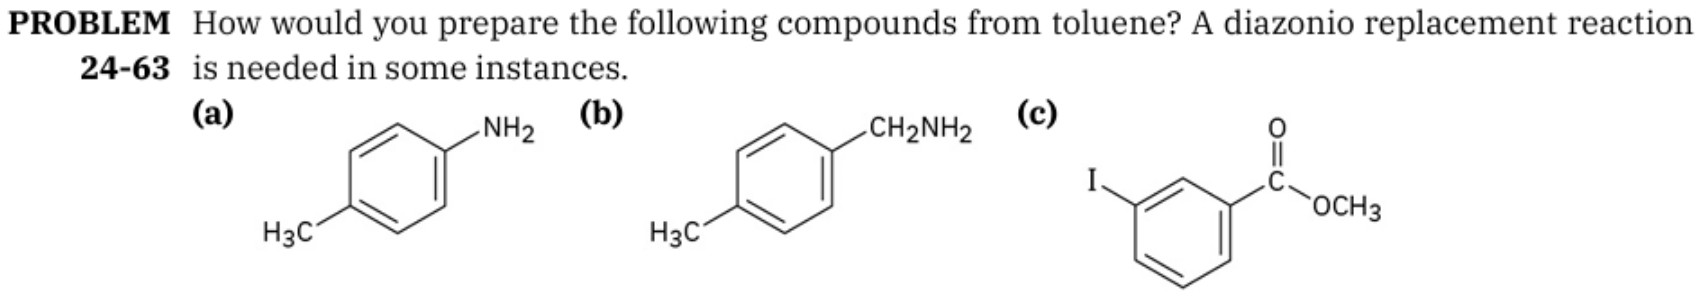 PROBLEM How would you prepare the following compounds from toluene? A diazonio replacement reaction
24-63 is needed in some instances.
(a) (b) (c)
NH2
H3C
CH2NH2
H3C
I
O
C
OCH3